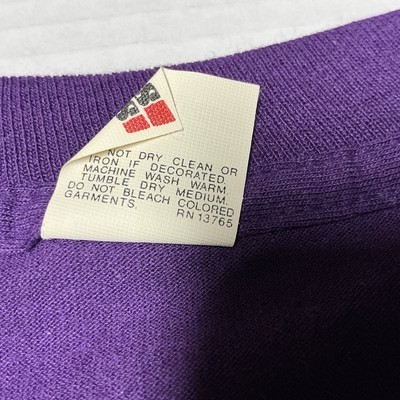 NOT DRY CLEAN OR
IRON IF DECORATED.
MACHINE WASH WARM.
TUMBLE DRY MEDIUM.
DO NOT BLEACH COLORED
GARMENTS. RN 13765